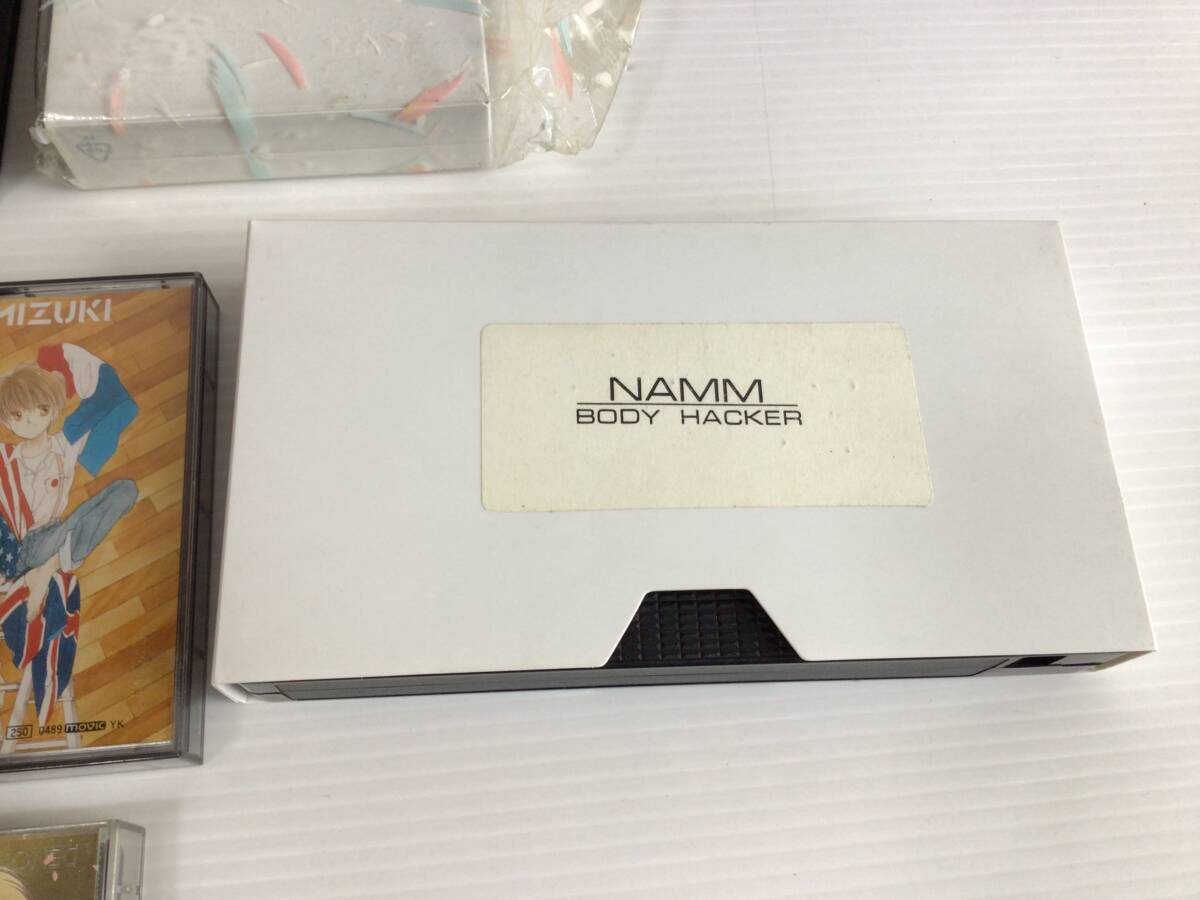 MIZUKI
NAMM
BODY HACKER
250 0489 movic YK